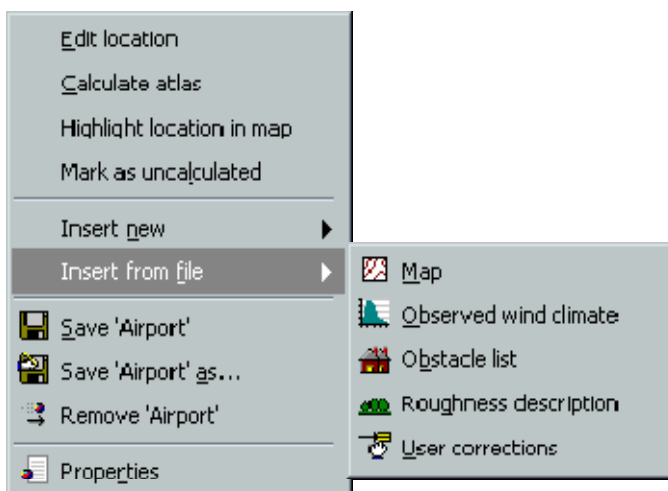 Edit location
Calculate atlas
Highlight location in map
Mark as uncalculated
Insert new
Insert from file
Save 'Airport'
Save 'Airport' as...
Remove 'Airport'
Properties
Map
Observed wind climate
Obstacle list
Roughness description
User corrections